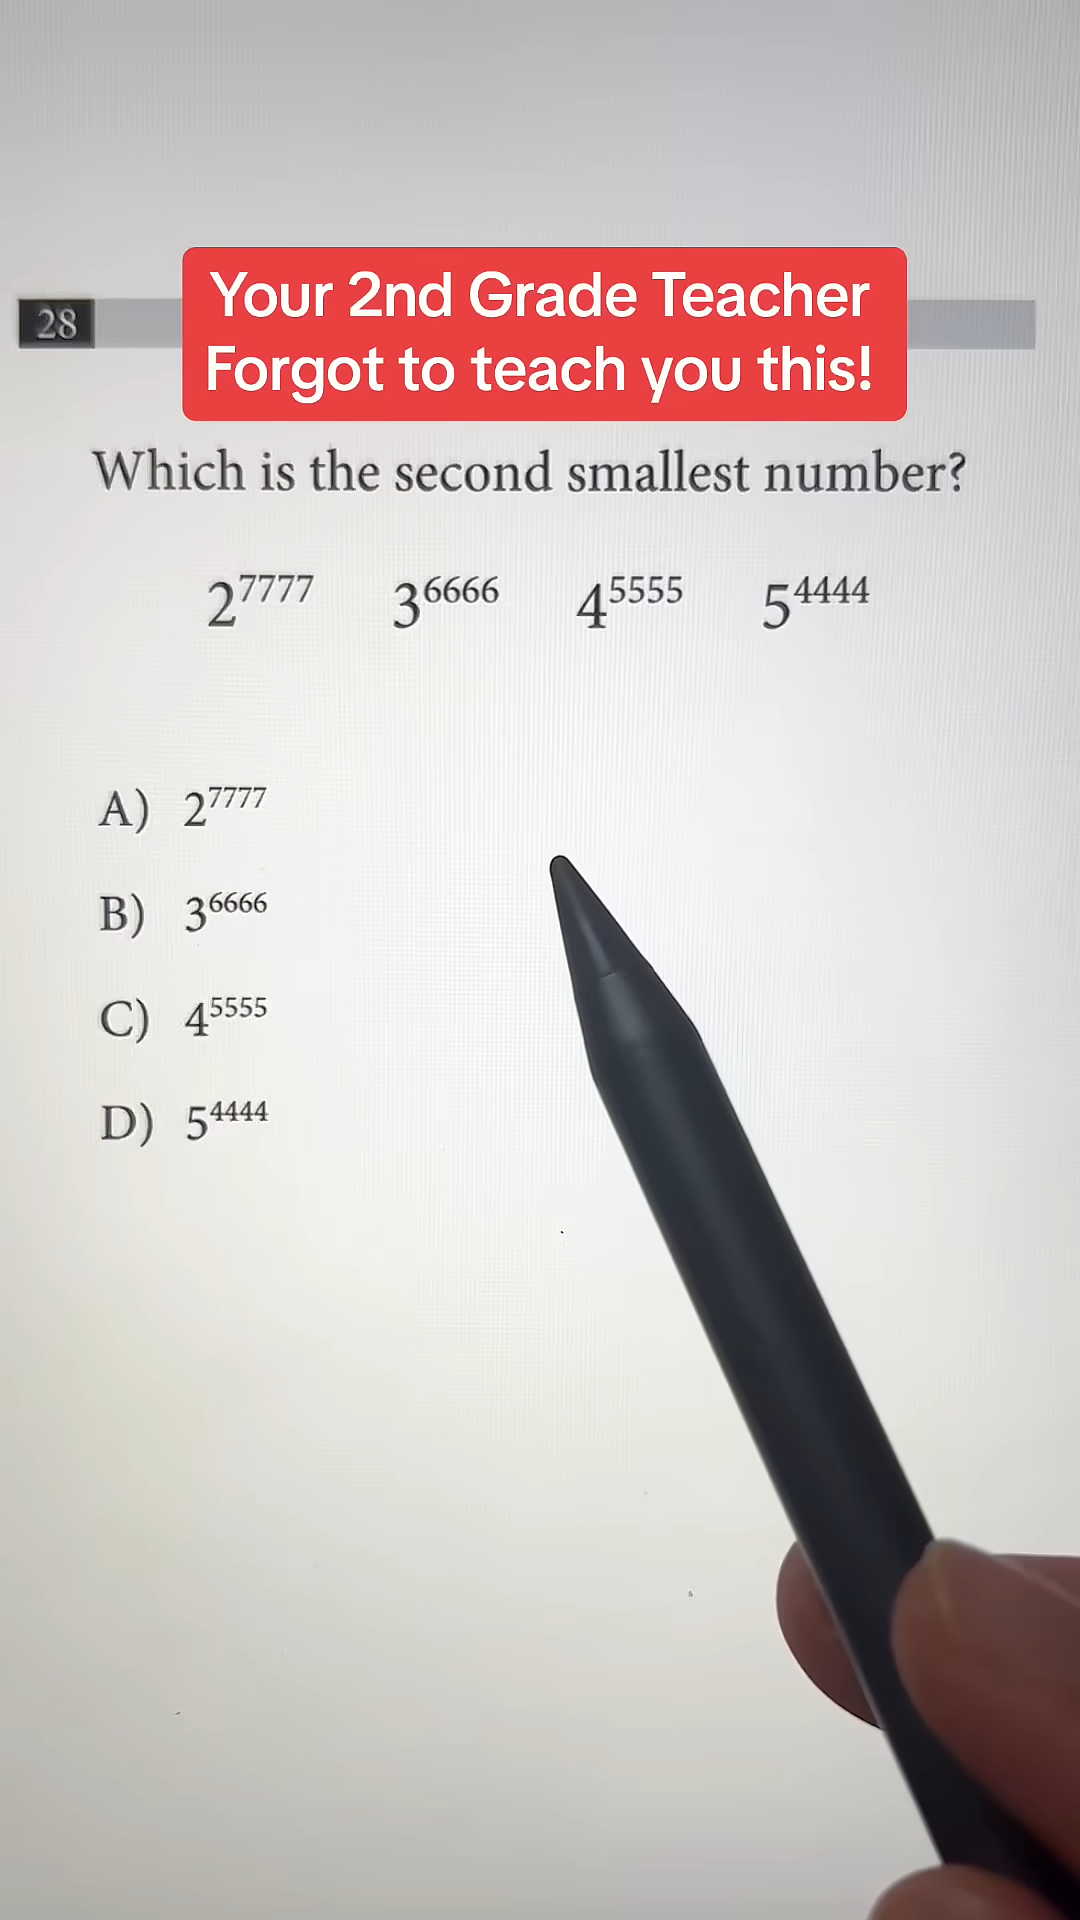 Your 2nd Grade Teacher
Forgot to teach you this!
28
Which is the second smallest number?
2^7777 3^6666 4^5555 5^4444
A) 2^7777
B) 3^6666
C) 4^5555
D) 5^4444